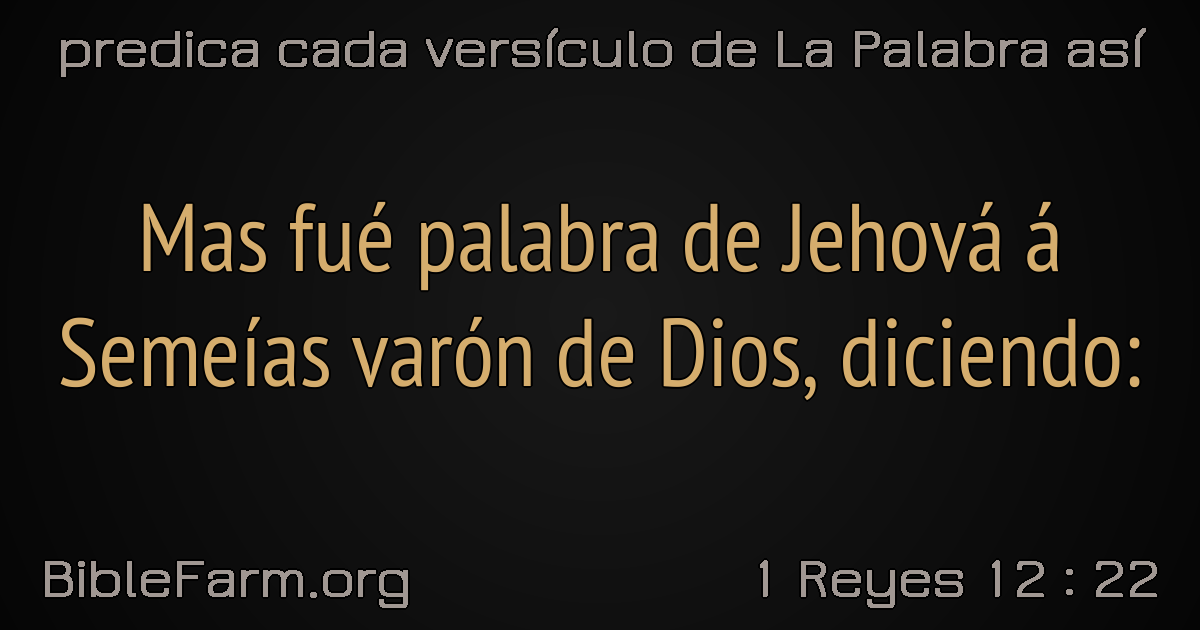 predica cada versículo de La Palabra así
Mas fué palabra de Jehová á
Semeías varón de Dios, diciendo:
BibleFarm.org
1 Reyes 12 : 22